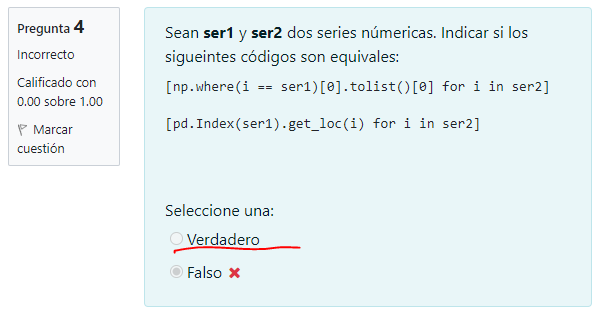 Pregunta 4
Incorrecto
Calificado con
0.00 sobre 1.00
Marcar
cuestión
Sean ser1 y ser2 dos series númericas. Indicar si los
sigueintes códigos son equivales:
[np.where(i == ser1)[0].tolist()[0] for i in ser2]
[pd.Index(ser1).get_loc(i) for i in ser2]
Seleccione una:
Verdadero
Falso